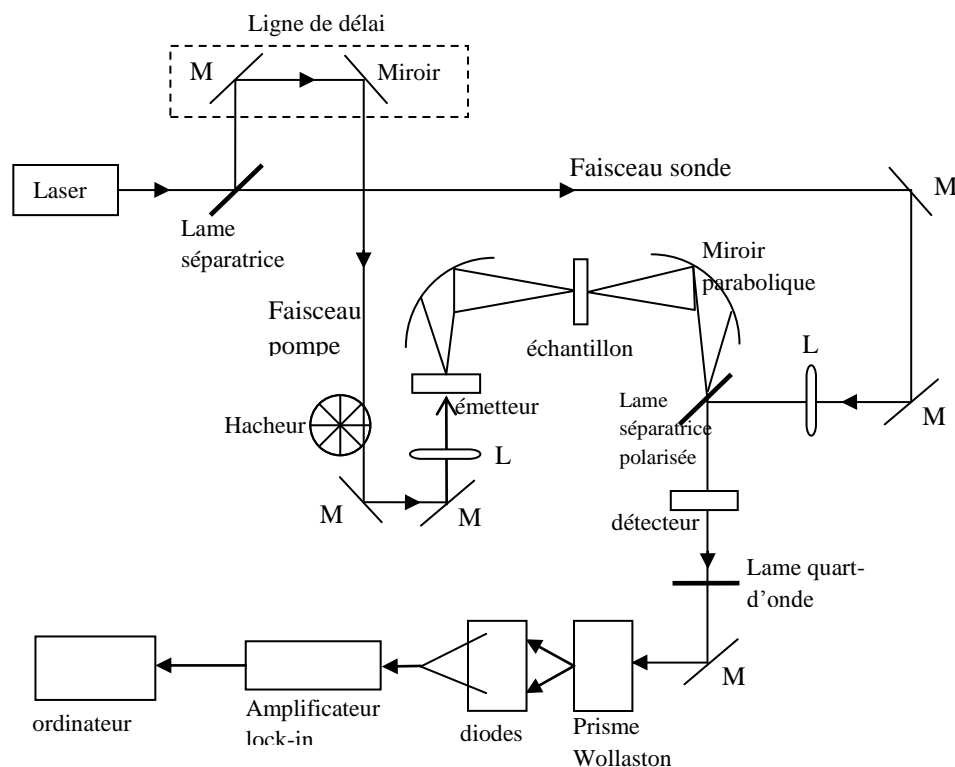 Ligne de délai
M
Miroir
Laser
Faisceau sonde
M
Lame
séparatrice
Miroir
parabolique
Faisceau
pompe
échantillon
L
Hacheur
émetteur
Lame
séparatrice
polarisée
M
L
M
M
détecteur
Lame quart-
d'onde
M
ordinateur
Amplificateur
lock-in
diodes
Prisme
Wollaston